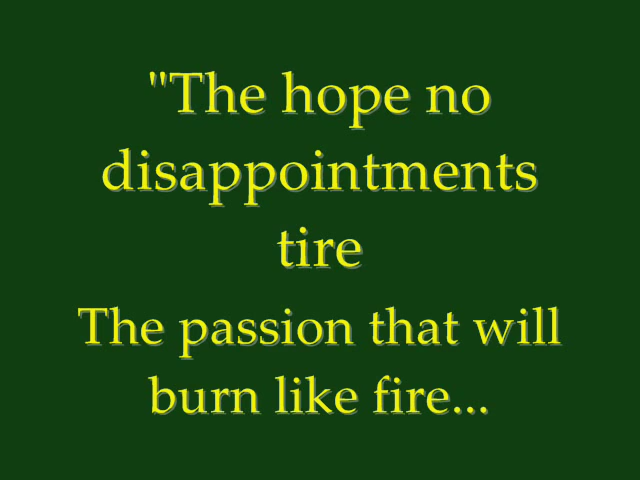 "The hope no
disappointments
tire
The passion that will
burn like fire...